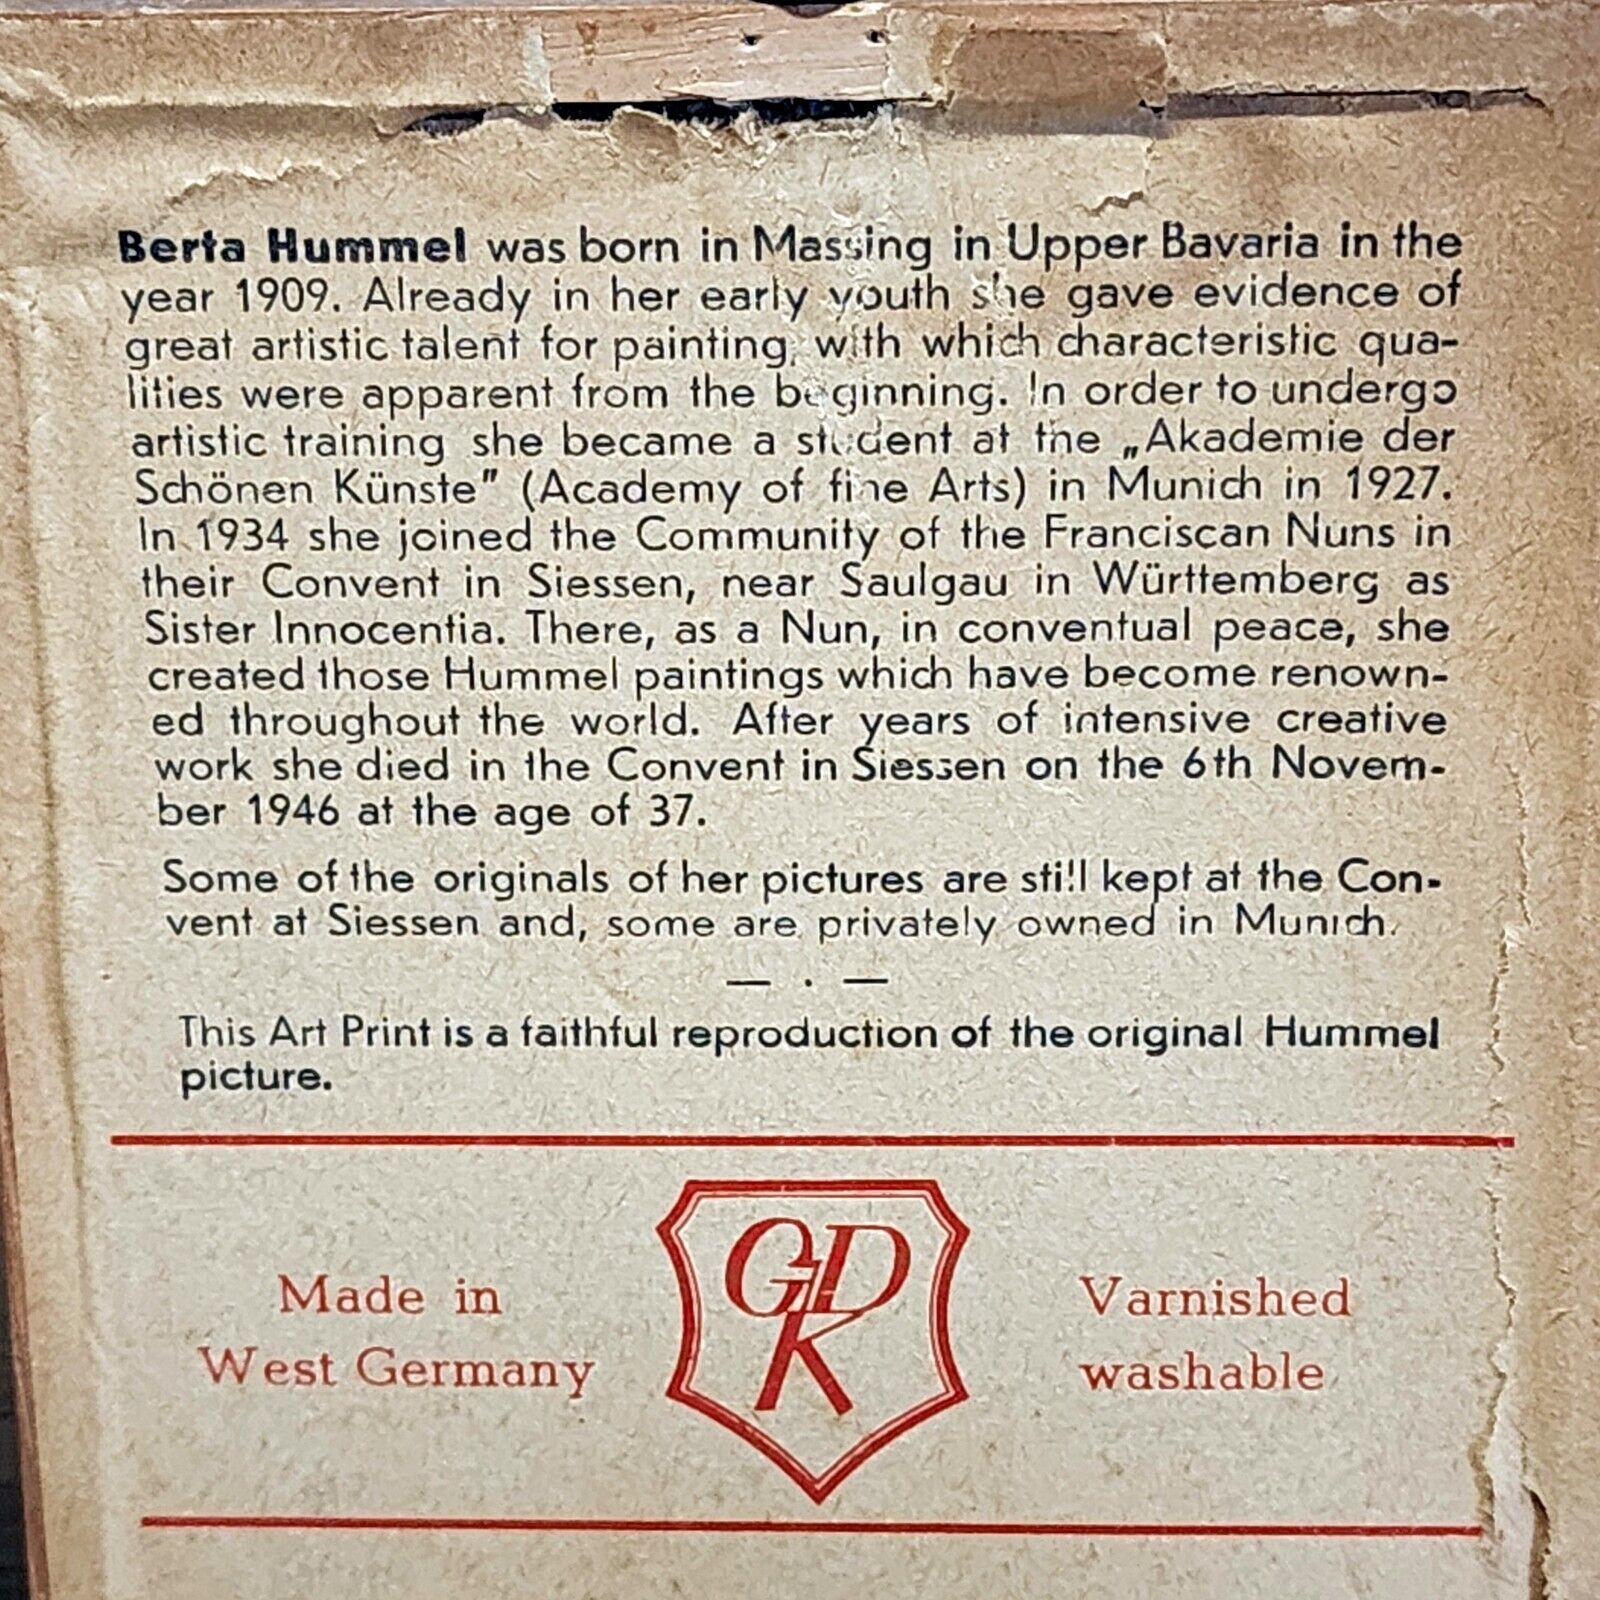 Berta Hummel was born in Massing in Upper Bavaria in the
year 1909. Already in her early youth she gave evidence of
great artistic talent for painting, with which characteristic qua-
lities were apparent from the beginning. In order to undergo
artistic training she became a student at the „Akademie der
Schönen Künste" (Academy of fine Arts) in Munich in 1927.
In 1934 she joined the Community of the Franciscan Nuns in
their Convent in Siessen, near Saulgau in Württemberg as
Sister Innocentia. There, as a Nun, in conventual peace, she
created those Hummel paintings which have become renown-
ed throughout the world. After years of intensive creative
work she died in the Convent in Siessen on the 6th Novem-
ber 1946 at the age of 37.
Some of the originals of her pictures are still kept at the Con-
vent at Siessen and, some are privately owned in Munich.
— . —
This Art Print is a faithful reproduction of the original Hummel
picture.
Made in
West Germany
GDK
Varnished
washable